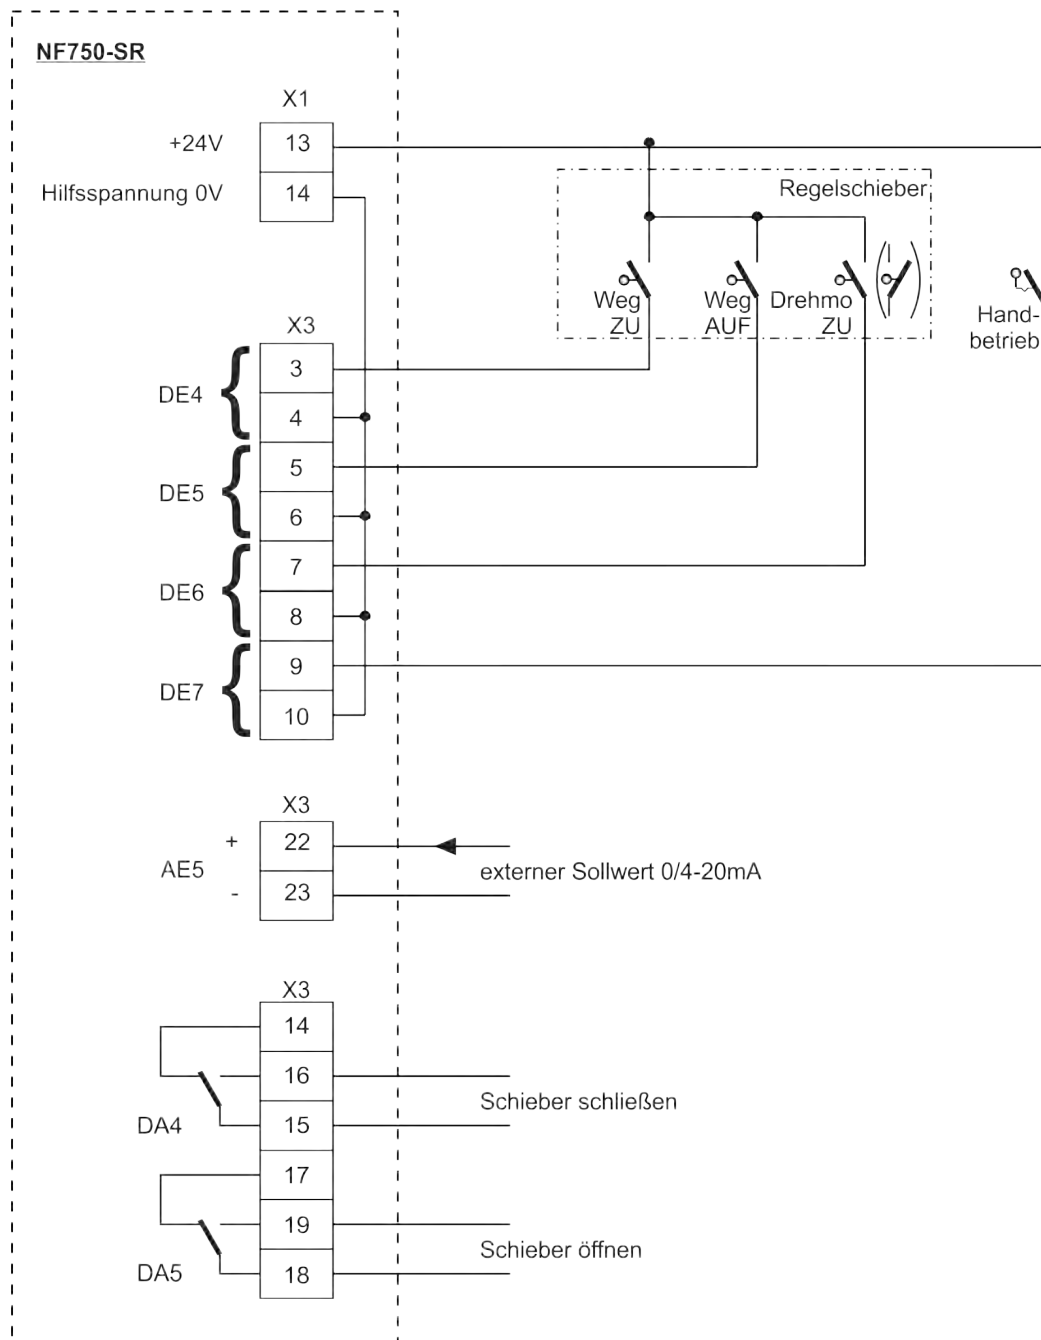 NF750-SR
X1
+24V 13
Hilfsspannung 0V 14
Regelschieber
Weg ZU
Weg AUF
Drehmo ZU
Hand-
betrieb
X3
DE4
3
4
DE5
5
6
DE6
7
8
DE7
9
10
X3
AE5
+ 22
- 23
externer Sollwert 0/4-20mA
X3
14
16
15
DA4
Schieber schließen
17
19
18
DA5
Schieber öffnen